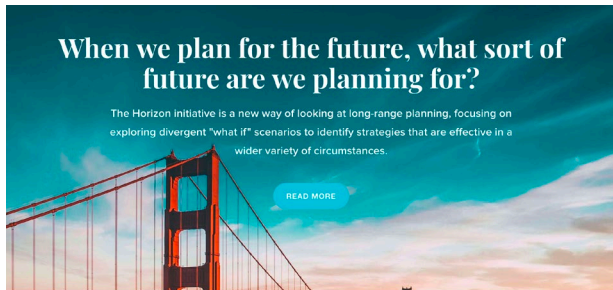 When we plan for the future, what sort of
future are we planning for?
The Horizon initiative is a new way of looking at long-range planning, focusing on
exploring divergent "what if" scenarios to identify strategies that are effective in a
wider variety of circumstances.
READ MORE